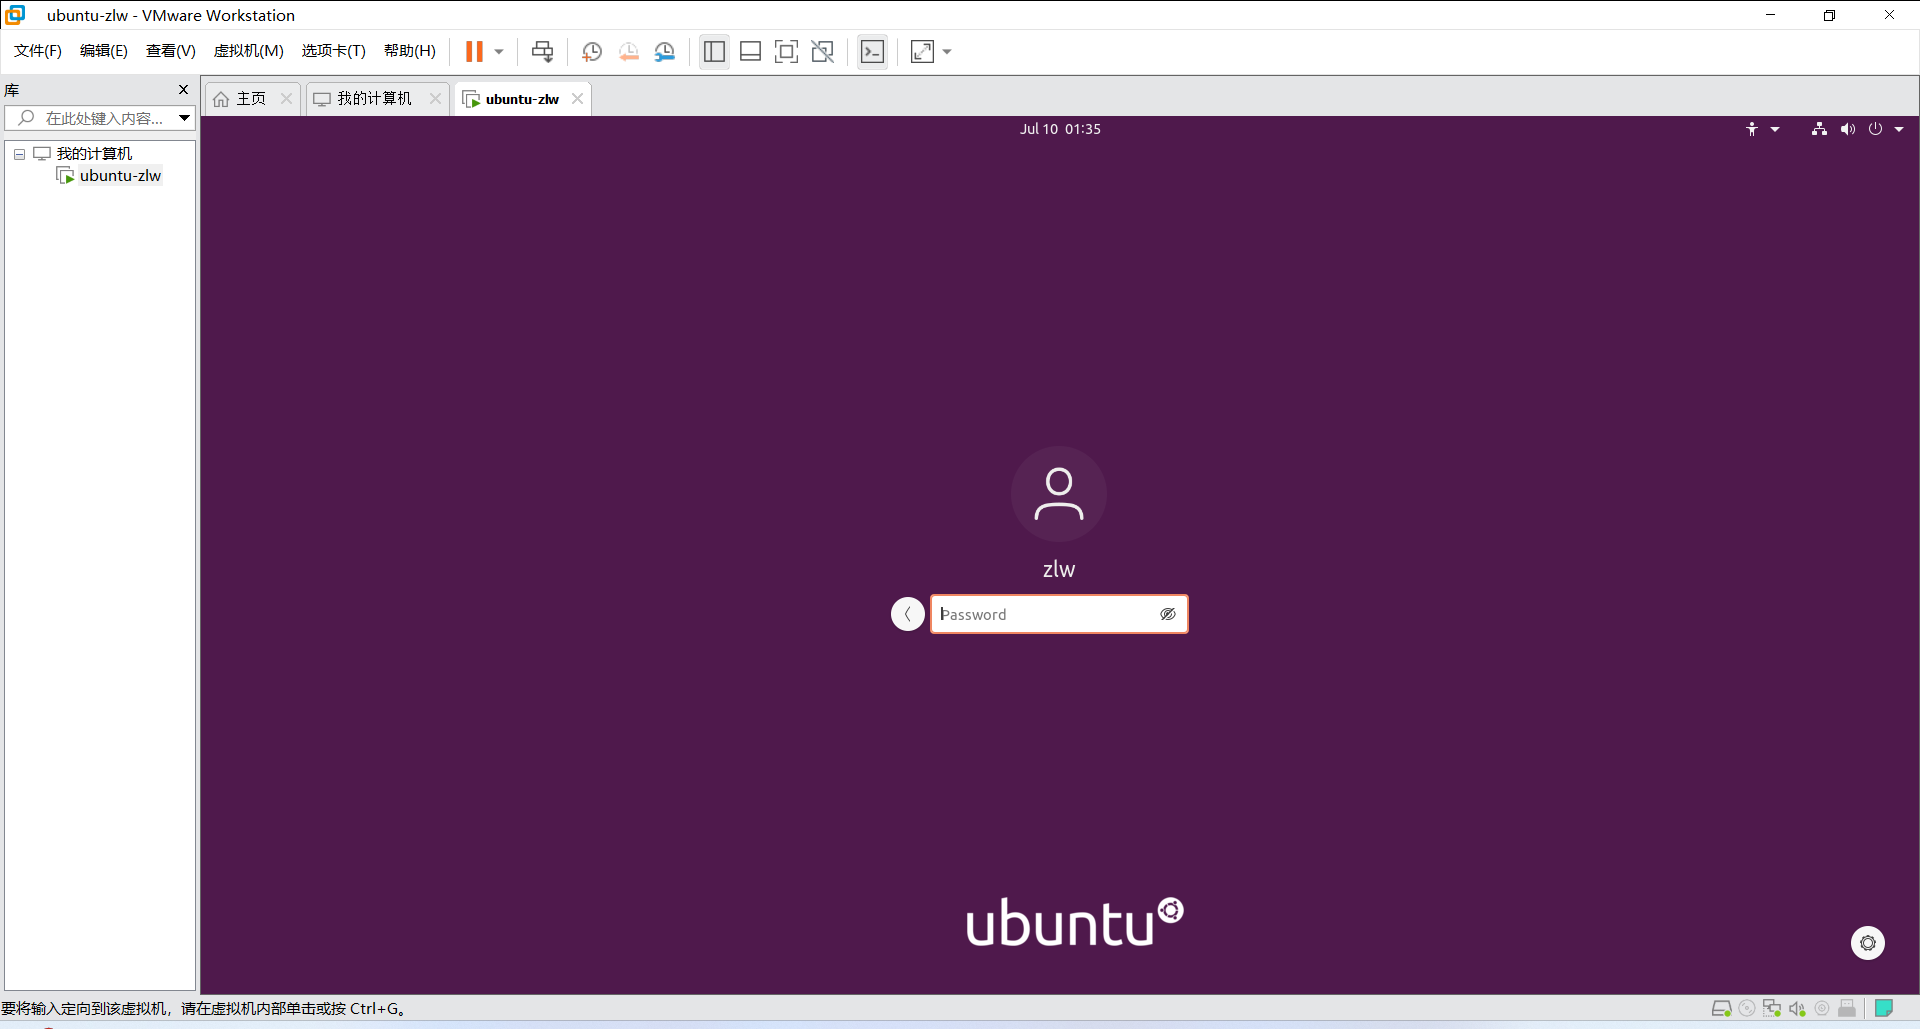 ubuntu-zlw - VMware Workstation
文件(F) 编辑(E) 查看(V) 虚拟机(M) 选项卡(T) 帮助(H)
库
在此处键入内容...
我的计算机
ubuntu-zlw
主页 我的计算机 ubuntu-zlw
Jul 10 01:35
zlw
Password
ubuntu
要将输入定向到该虚拟机，请在虚拟机内部单击或按 Ctrl+G。